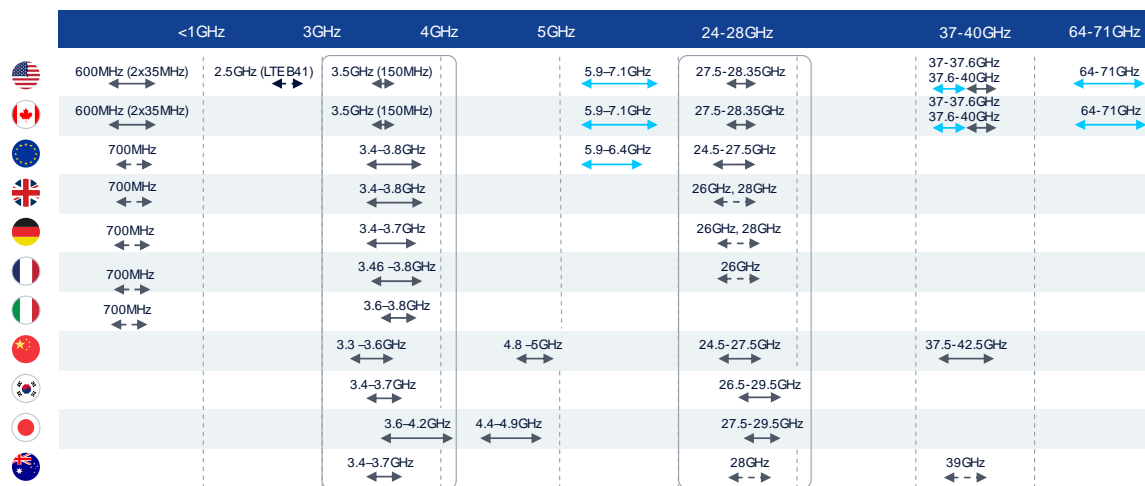 <1GHz 3GHz 4GHz 5GHz 24-28GHz 37-40GHz 64-71GHz
600MHz (2x35MHz) 2.5GHz (LTE B41) 3.5GHz (150MHz) 5.9–7.1GHz 27.5-28.35GHz 37-37.6GHz 64-71GHz
37.6-40GHz
600MHz (2x35MHz) 3.5GHz (150MHz) 5.9–7.1GHz 27.5-28.35GHz 37-37.6GHz 64-71GHz
37.6-40GHz
700MHz 3.4–3.8GHz 5.9–6.4GHz 24.5-27.5GHz
700MHz 3.4–3.8GHz 26GHz, 28GHz
700MHz 3.4–3.7GHz 26GHz, 28GHz
700MHz 3.46 –3.8GHz 26GHz
700MHz 3.6–3.8GHz
3.3 –3.6GHz 4.8 –5GHz 24.5-27.5GHz 37.5-42.5GHz
3.4–3.7GHz 26.5-29.5GHz
3.6–4.2GHz 4.4–4.9GHz 27.5-29.5GHz
3.4–3.7GHz 28GHz 39GHz